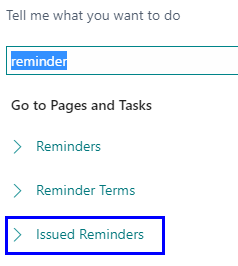 Tell me what you want to do
reminder
Go to Pages and Tasks
Reminders
Reminder Terms
Issued Reminders